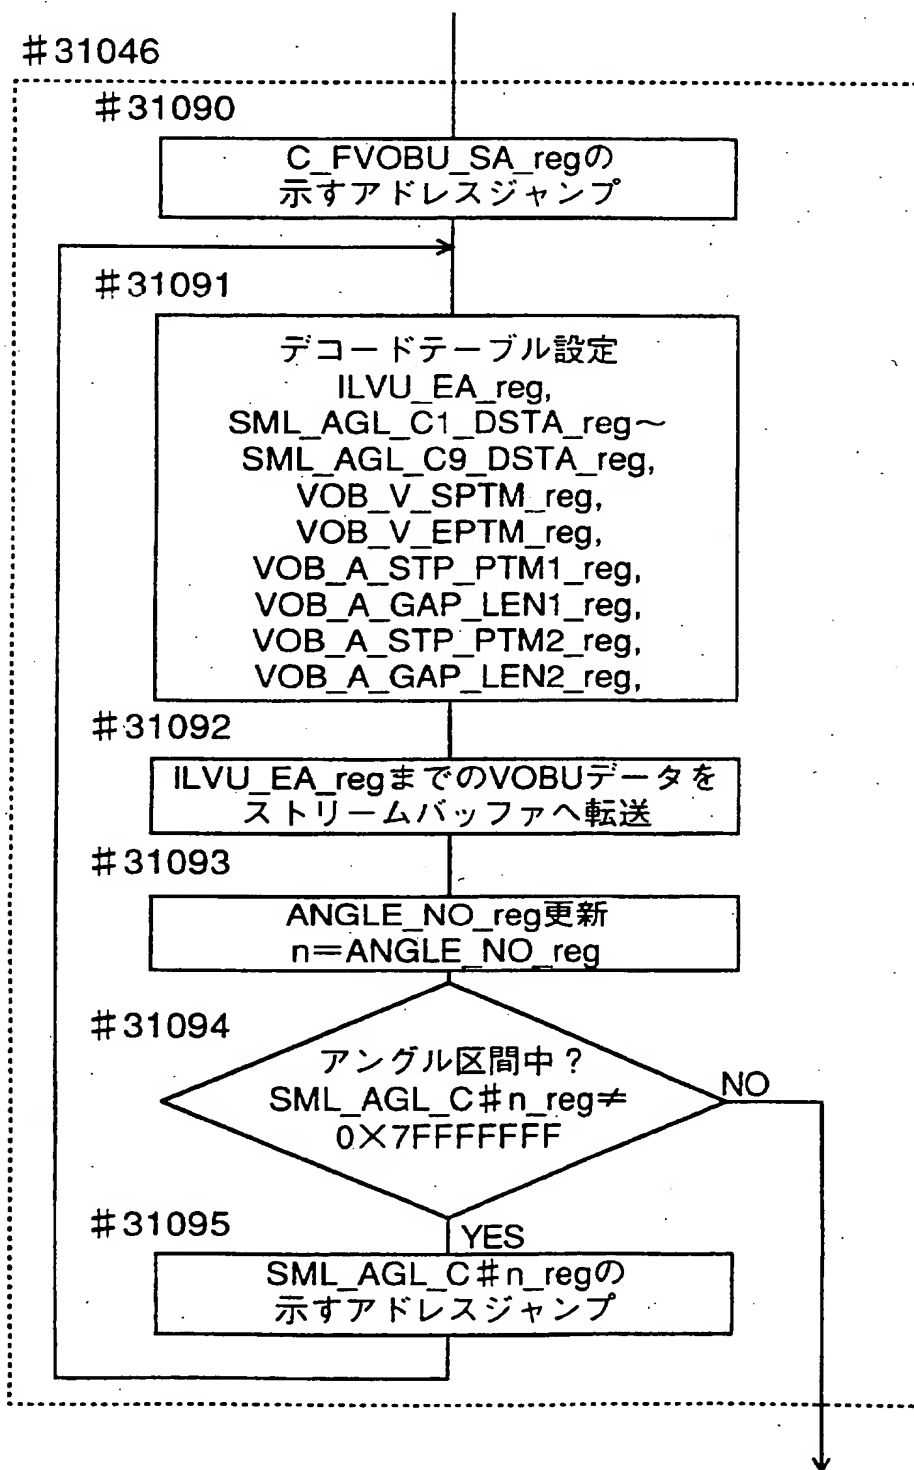 ＃31046
＃31090
C_FVOBU_SA_regの
示すアドレスジャンプ
＃31091
デコードテーブル設定
ILVU_EA_reg,
SML_AGL_C1_DSTA_reg～
SML_AGL_C9_DSTA_reg,
VOB_V_SPTM_reg,
VOB_V_EPTM_reg,
VOB_A_STP_PTM1_reg,
VOB_A_GAP_LEN1_reg,
VOB_A_STP_PTM2_reg,
VOB_A_GAP_LEN2_reg,
＃31092
ILVU_EA_regまでのVOBUデータを
ストリームバッファへ転送
＃31093
ANGLE_NO_reg更新
n＝ANGLE_NO_reg
＃31094
アングル区間中？
SML_AGL_C＃n_reg≠
0×7FFFFFFF
NO
＃31095
YES
SML_AGL_C＃n_regの
示すアドレスジャンプ